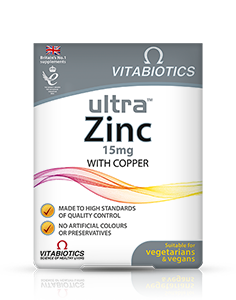 Britain's No.1
supplements
VITABIOTICS
ultra™
Zinc
15mg
WITH COPPER
MADE TO HIGH STANDARDS
OF QUALITY CONTROL
NO ARTIFICIAL COLOURS
OR PRESERVATIVES
VITABIOTICS
SCIENCE OF HEALTHY LIVING
Suitable for
vegetarians
& vegans